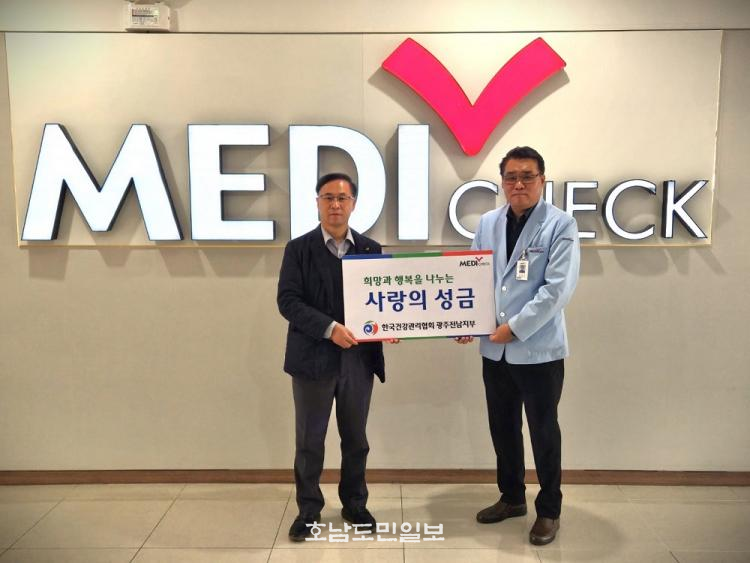 MEDI CHECK
MEDI CHECK
희망과 행복을 나누는
사랑의 성금
한국건강관리협회 광주전남지부
호남도민일보